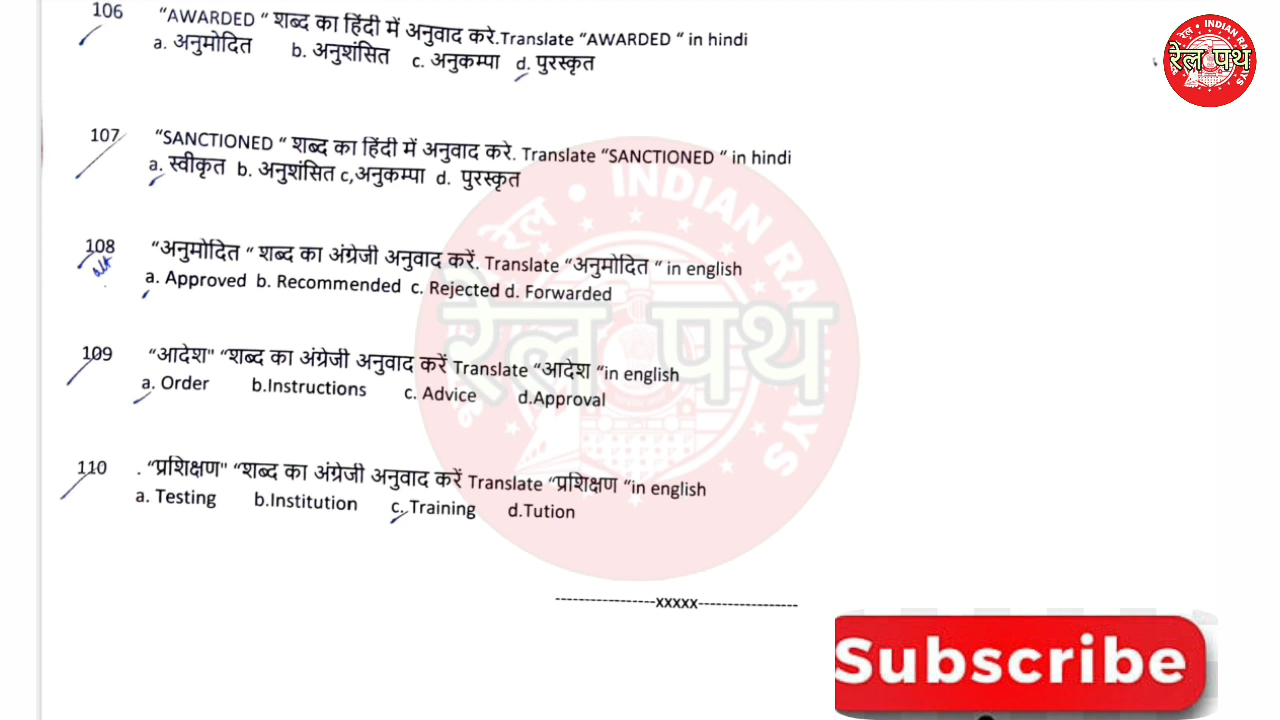 106 "AWARDED " शब्द का हिंदी में अनुवाद करे.Translate "AWARDED " in hindi
a. अनुमोदित b. अनुशंसित c. अनुकम्पा d. पुरस्कृत
INDIAN RAILWAYS
रेल पथ
107 "SANCTIONED " शब्द का हिंदी में अनुवाद करे. Translate "SANCTIONED " in hindi
a. स्वीकृत b. अनुशंसित c,अनुकम्पा d. पुरस्कृत
108 "अनुमोदित " शब्द का अंग्रेजी अनुवाद करें. Translate "अनुमोदित " in english
a. Approved b. Recommended c. Rejected d. Forwarded
रेल पथ
109 "आदेश" "शब्द का अंग्रेजी अनुवाद करें Translate "आदेश "in english
a. Order b.Instructions c. Advice d.Approval
110 . "प्रशिक्षण" "शब्द का अंग्रेजी अनुवाद करें Translate "प्रशिक्षण "in english
a. Testing b.Institution c. Training d.Tution
------------------xxxxx------------------
Subscribe